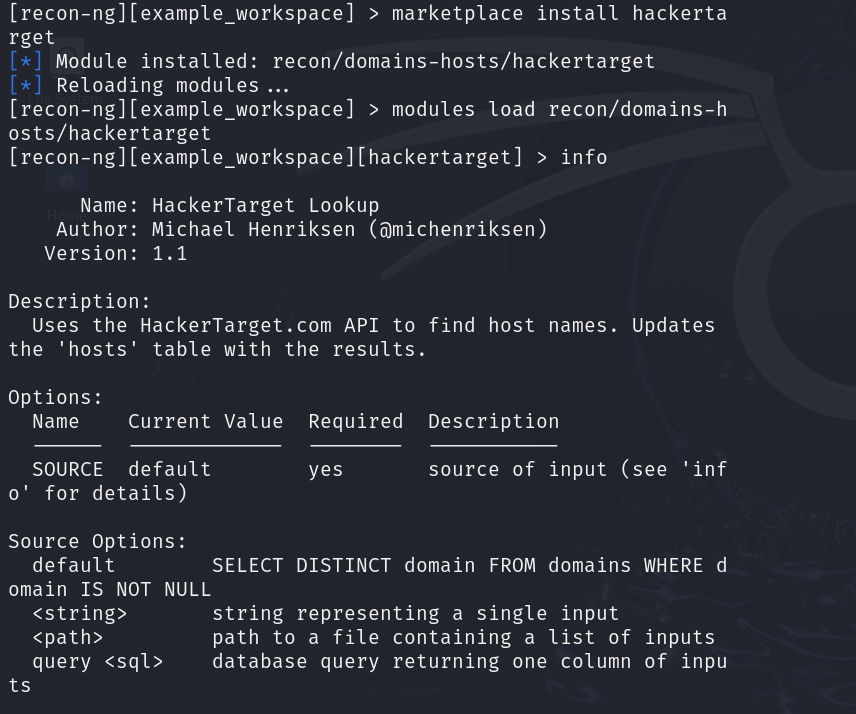 [recon-ng][example_workspace] > marketplace install hackerta
rget
[*] Module installed: recon/domains-hosts/hackertarget
[*] Reloading modules...
[recon-ng][example_workspace] > modules load recon/domains-h
osts/hackertarget
[recon-ng][example_workspace][hackertarget] > info
Name: HackerTarget Lookup
Home
Author: Michael Henriksen (@michenriksen)
Version: 1.1
Description:
Uses the HackerTarget.com API to find host names. Updates
the 'hosts' table with the results.
Options:
Name Current Value Required Description
SOURCE default yes source of input (see 'inf
o' for details)
Source Options:
default SELECT DISTINCT domain FROM domains WHERE d
omain IS NOT NULL
<string> string representing a single input
<path> path to a file containing a list of inputs
query <sql> database query returning one column of inpu
ts